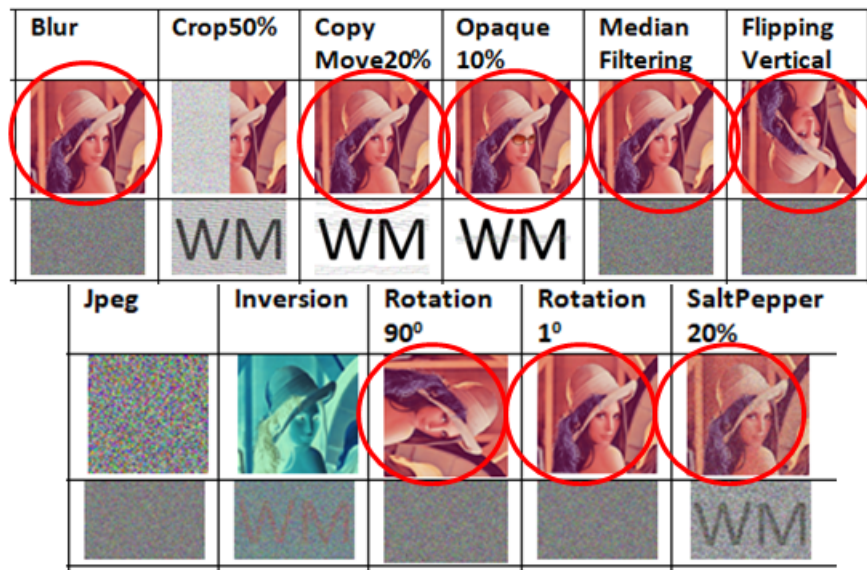 Blur Crop50% Copy Opaque Median Flipping
Move20% 10% Filtering Vertical
WM WM WM
Jpeg Inversion Rotation Rotation SaltPepper
90⁰ 1⁰ 20%
WM WM